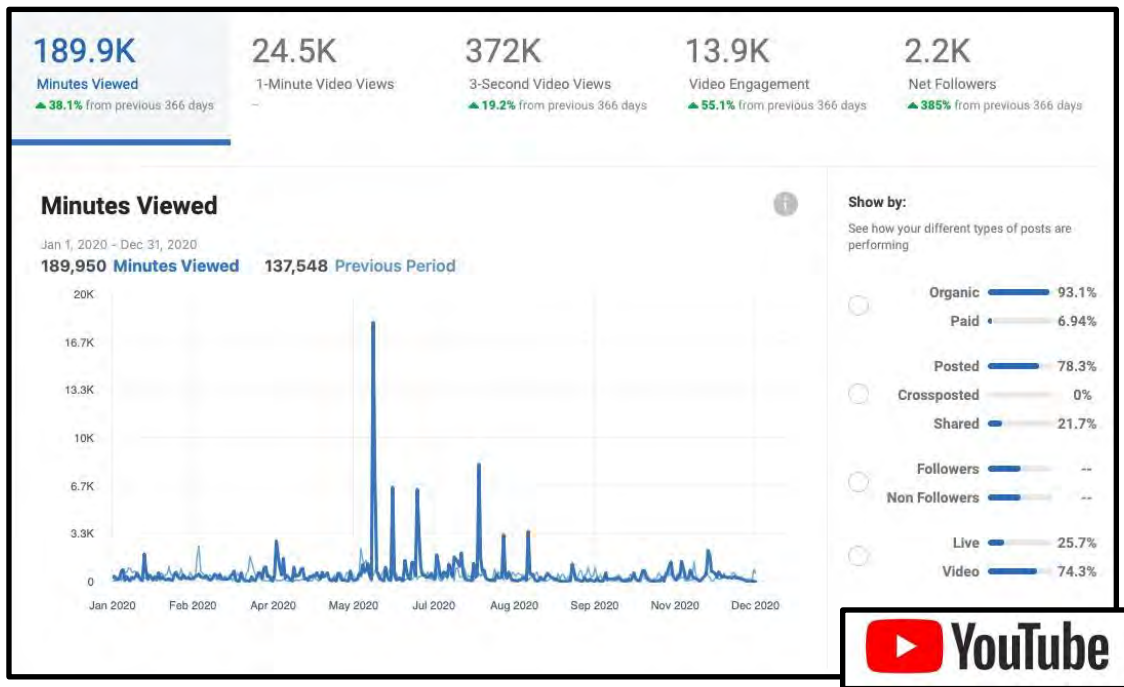 189.9K
Minutes Viewed
38.1% from previous 366 days
24.5K
1-Minute Video Views
--
372K
3-Second Video Views
19.2% from previous 366 days
13.9K
Video Engagement
55.1% from previous 366 days
2.2K
Net Followers
385% from previous 366 days
Minutes Viewed
i
Jan 1, 2020 - Dec 31, 2020
189,950 Minutes Viewed 137,548 Previous Period
20K
16.7K
13.3K
10K
6.7K
3.3K
0
Jan 2020 Feb 2020 Apr 2020 May 2020 Jul 2020 Aug 2020 Sep 2020 Nov 2020 Dec 2020
Show by:
See how your different types of posts are
performing
Organic 93.1%
Paid 6.94%
Posted 78.3%
Crossposted 0%
Shared 21.7%
Followers --
Non Followers --
Live 25.7%
Video 74.3%
YouTube